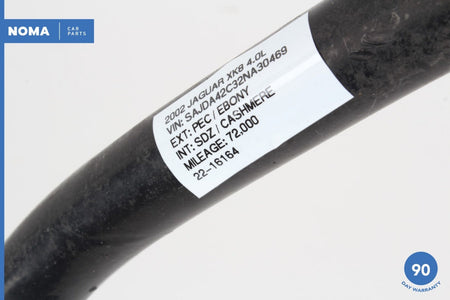 NOMA
CAR
PARTS
2002 JAGUAR XK8 4.0L
VIN: SAJDA42C32NA30469
EXT: PEC / EBONY
INT: SDZ / CASHMERE
MILEAGE: 72,000
22-16164
90
DAY WARRANTY